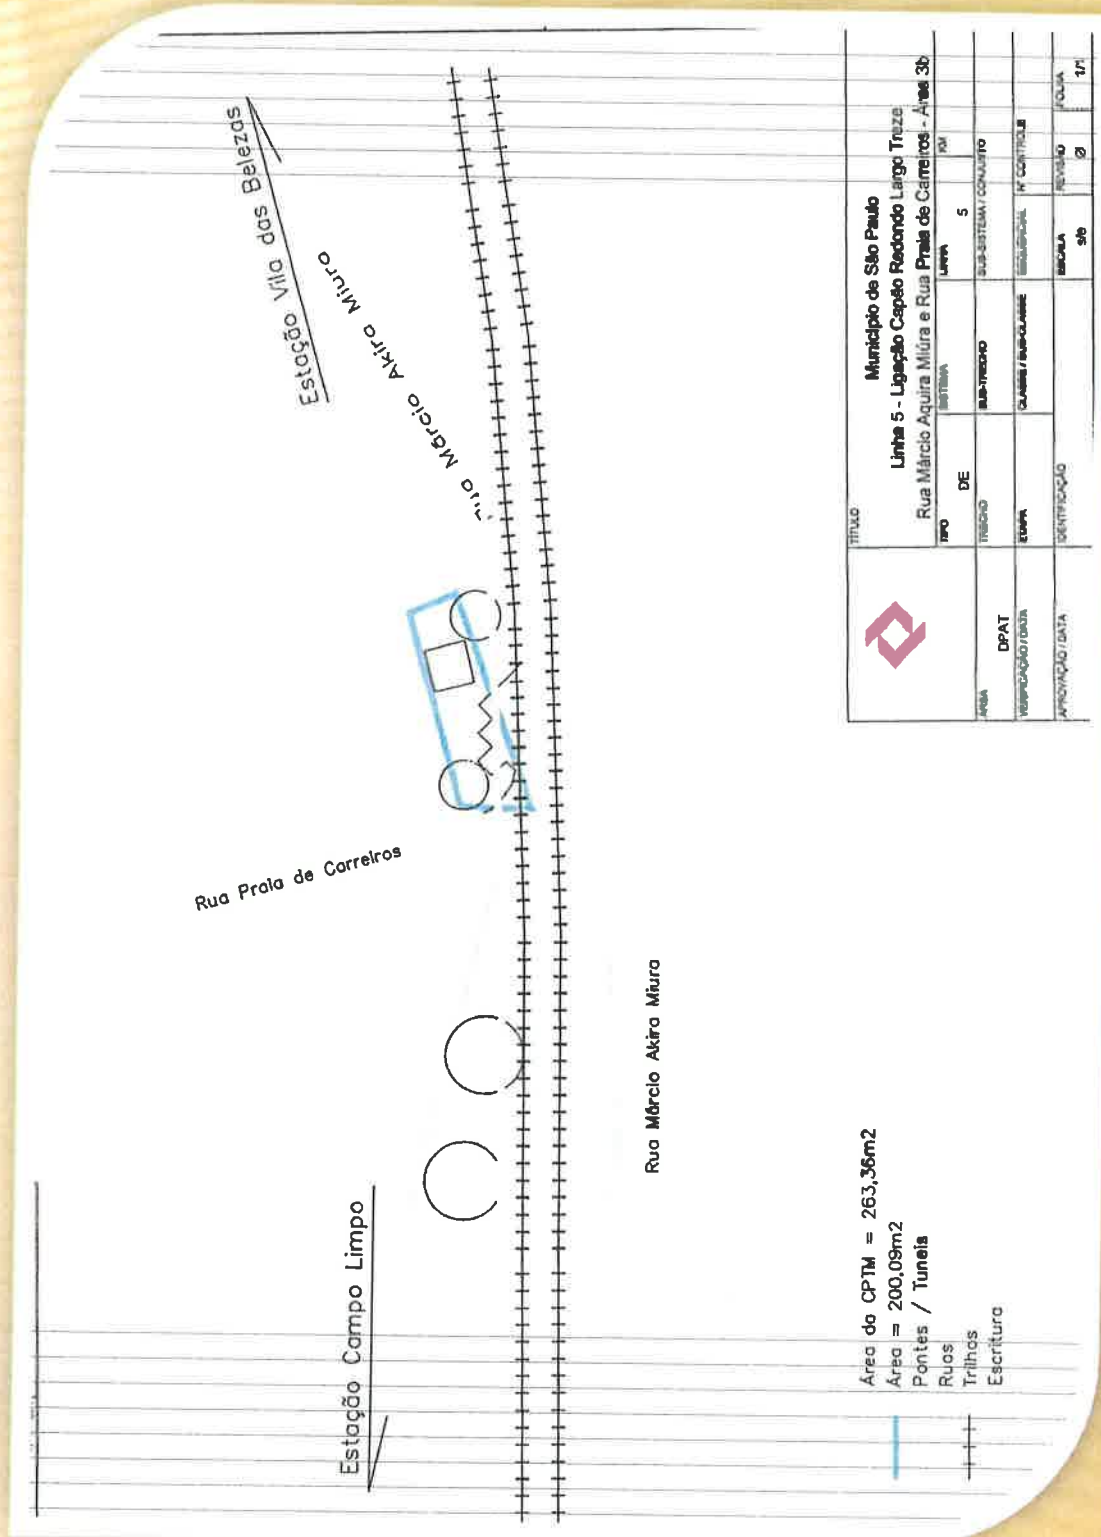 Estação Vila das Belezas
Rua Márcio Akira Miura
Rua Praia de Carreiros
Rua Márcio Akira Miura
Estação Campo Limpo
Área da CPTM = 263,36m2
Área = 200,09m2
Pontes / Tuneis
Ruas
Trilhos
Escritura
TÍTULO
Município de São Paulo
Linha 5 - Ligação Capão Redondo Largo Treze
Rua Márcio Aquira Miúra e Rua Praia de Carreiros - Área 3b
TIPO
DE
SISTEMA
LINHA
5
KM
ÁREA
DPAT
TRECHO
SUB-TRECHO
SUB-SISTEMA / CONJUNTO
VERIFICAÇÃO / DATA
ETAPA
CLASSE / SUB-CLASSE
SEQUENCIAL
Nº CONTROLE
APROVAÇÃO / DATA
IDENTIFICAÇÃO
ESCALA
s/e
REVISÃO
0
FOLHA
1/1